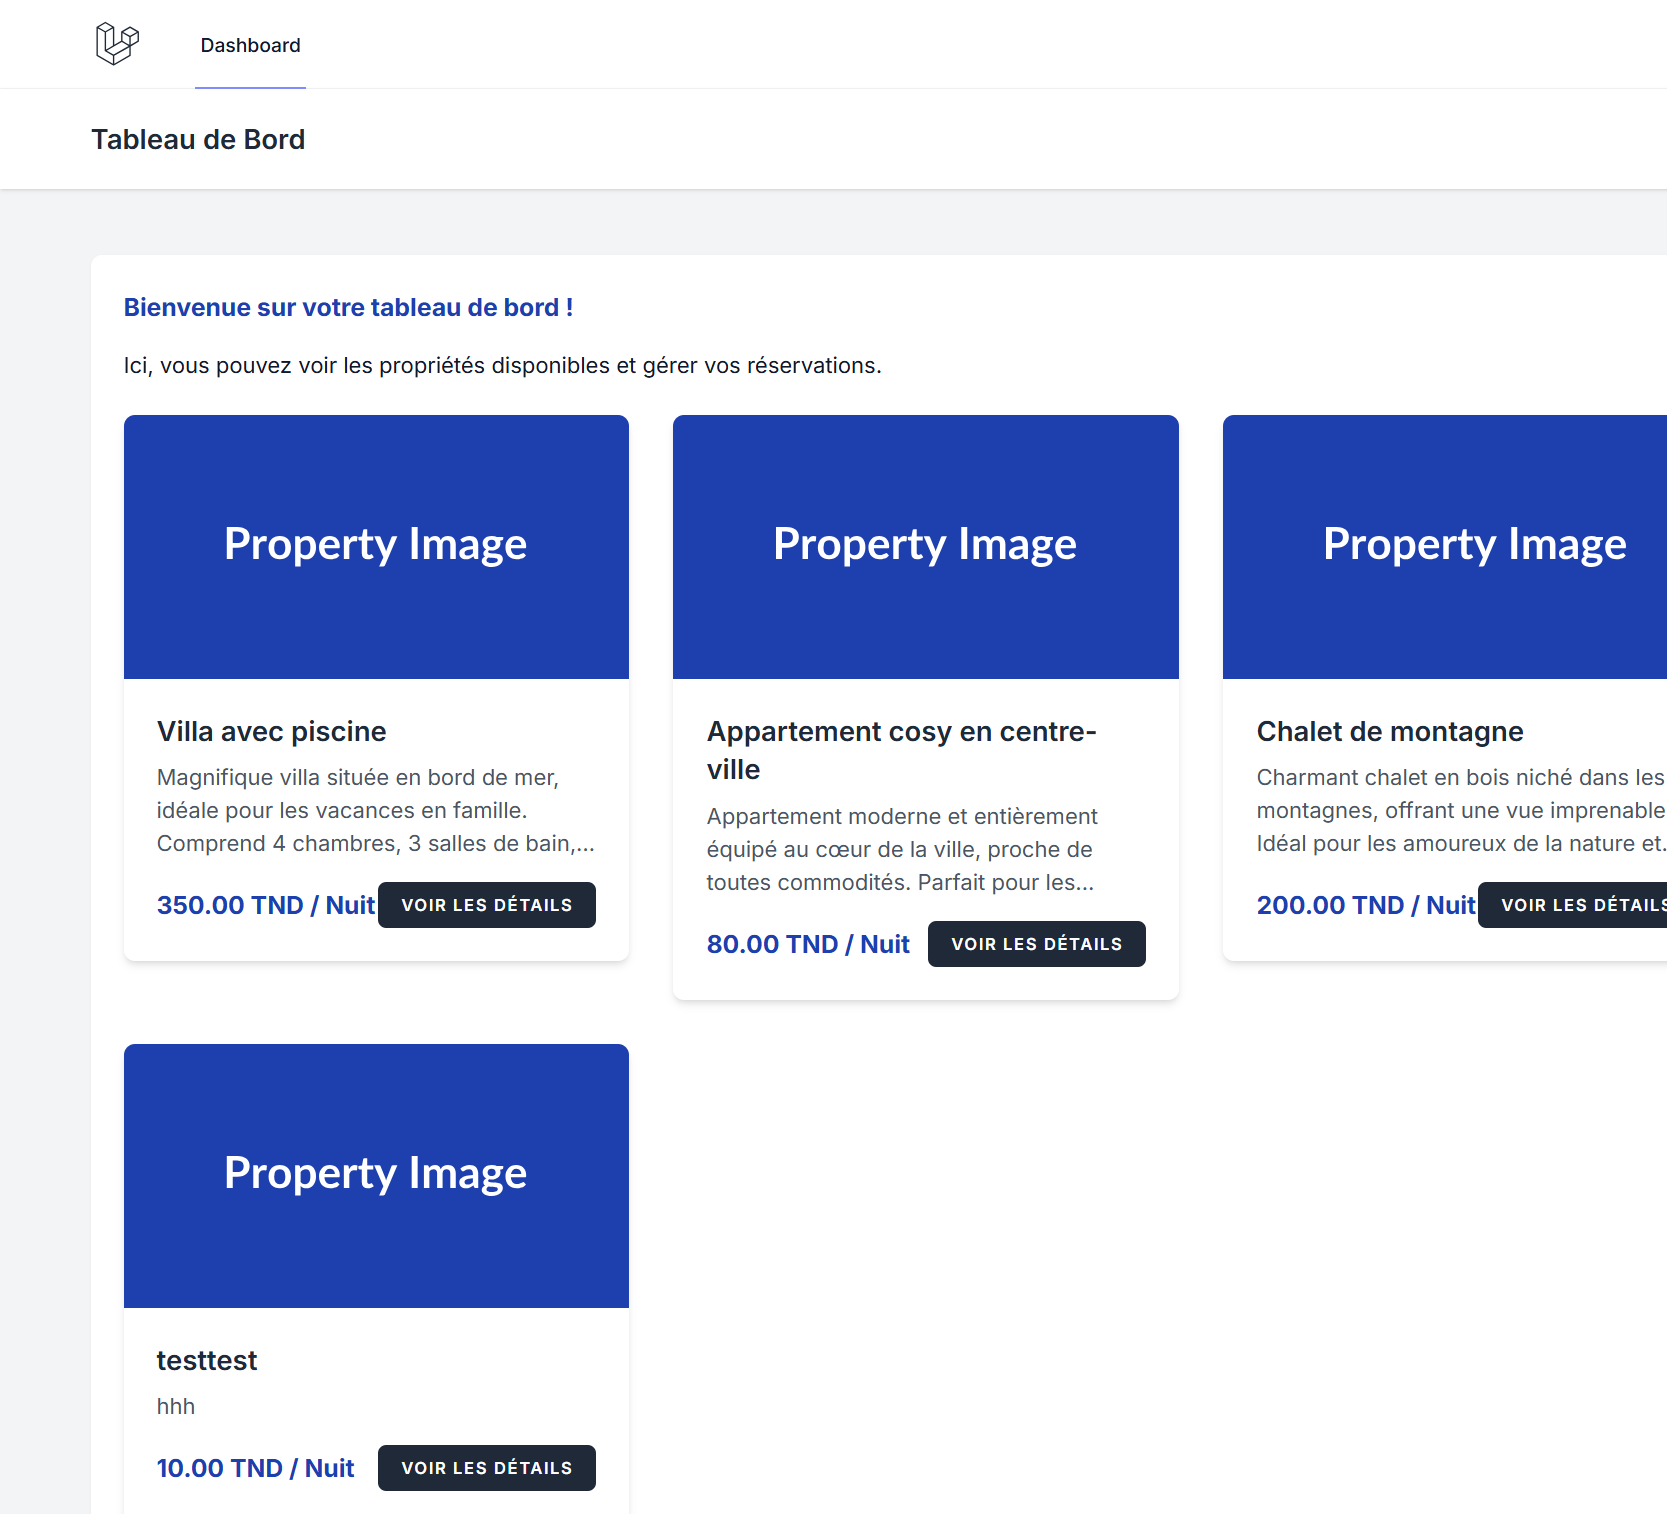 Dashboard
Tableau de Bord
Bienvenue sur votre tableau de bord !
Ici, vous pouvez voir les propriétés disponibles et gérer vos réservations.
Property Image
Villa avec piscine
Magnifique villa située en bord de mer,
idéale pour les vacances en famille.
Comprend 4 chambres, 3 salles de bain,...
350.00 TND / Nuit
VOIR LES DÉTAILS
Property Image
Appartement cosy en centre-
ville
Appartement moderne et entièrement
équipé au cœur de la ville, proche de
toutes commodités. Parfait pour les...
80.00 TND / Nuit
VOIR LES DÉTAILS
Property Image
Chalet de montagne
Charmant chalet en bois niché dans les
montagnes, offrant une vue imprenable
Idéal pour les amoureux de la nature et.
200.00 TND / Nuit
VOIR LES DÉTAILS
Property Image
testtest
hhh
10.00 TND / Nuit
VOIR LES DÉTAILS